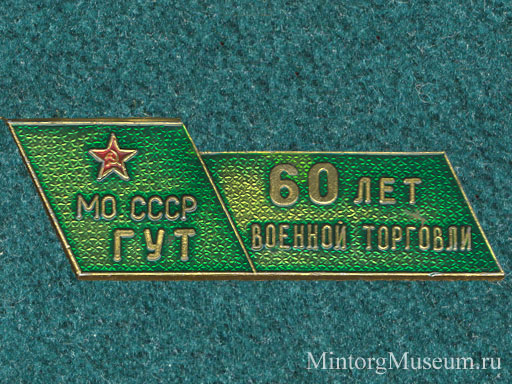 МО СССР
ГУТ
60 ЛЕТ
ВОЕННОЙ ТОРГОВЛИ
MintorgMuseum.ru